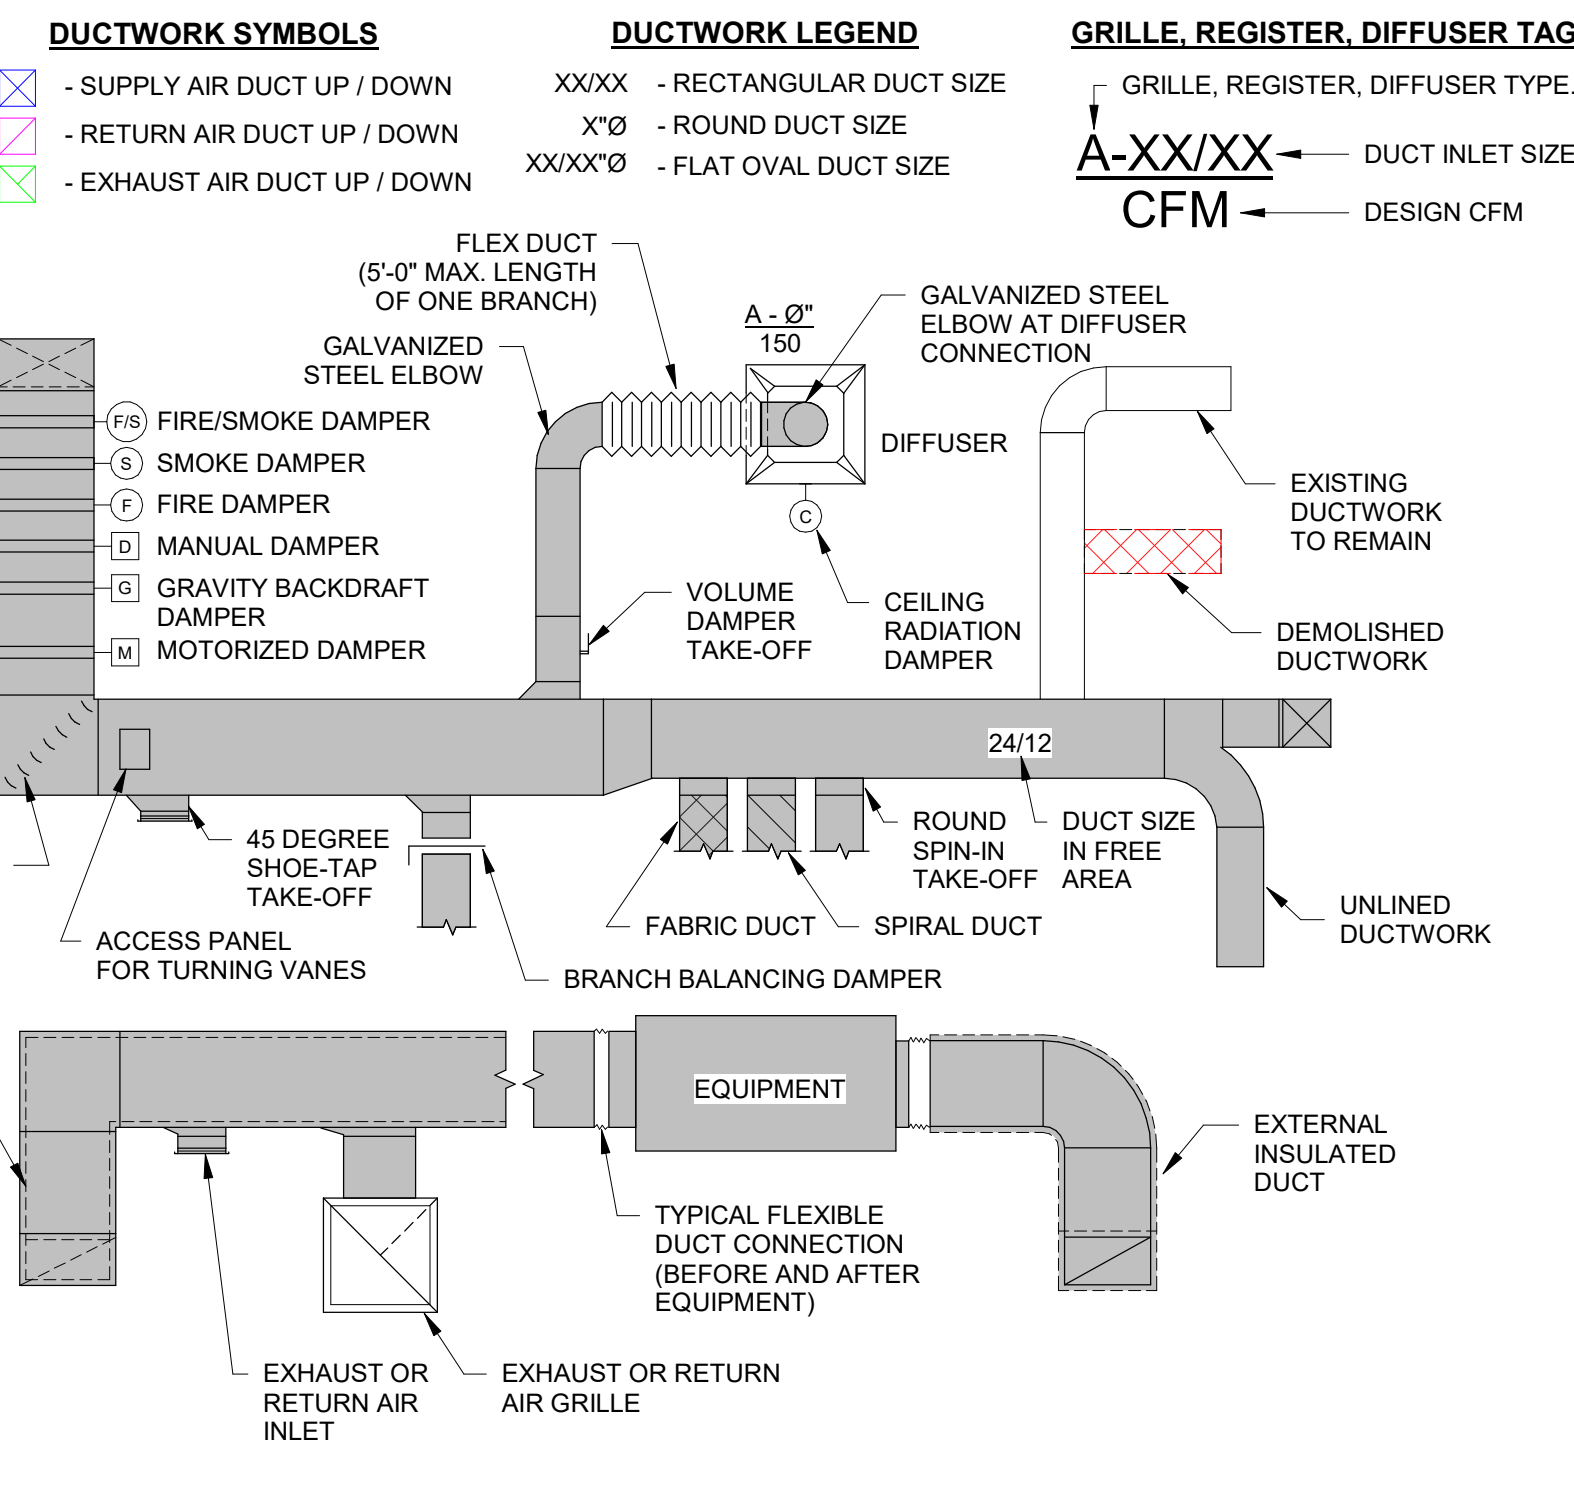 DUCTWORK SYMBOLS
- SUPPLY AIR DUCT UP / DOWN
- RETURN AIR DUCT UP / DOWN
- EXHAUST AIR DUCT UP / DOWN
DUCTWORK LEGEND
XX/XX - RECTANGULAR DUCT SIZE
X"Ø - ROUND DUCT SIZE
XX/XX"Ø - FLAT OVAL DUCT SIZE
GRILLE, REGISTER, DIFFUSER TAG
GRILLE, REGISTER, DIFFUSER TYPE.
A-XX/XX
DUCT INLET SIZE
CFM
DESIGN CFM
FLEX DUCT
(5'-0" MAX. LENGTH
OF ONE BRANCH)
GALVANIZED
STEEL ELBOW
A - Ø"
150
GALVANIZED STEEL
ELBOW AT DIFFUSER
CONNECTION
F/S FIRE/SMOKE DAMPER
S SMOKE DAMPER
F FIRE DAMPER
D MANUAL DAMPER
G GRAVITY BACKDRAFT
DAMPER
M MOTORIZED DAMPER
DIFFUSER
C
EXISTING
DUCTWORK
TO REMAIN
VOLUME
DAMPER
TAKE-OFF
CEILING
RADIATION
DAMPER
DEMOLISHED
DUCTWORK
24/12
45 DEGREE
SHOE-TAP
TAKE-OFF
ROUND
SPIN-IN
TAKE-OFF
DUCT SIZE
IN FREE
AREA
FABRIC DUCT
SPIRAL DUCT
UNLINED
DUCTWORK
ACCESS PANEL
FOR TURNING VANES
BRANCH BALANCING DAMPER
EQUIPMENT
EXTERNAL
INSULATED
DUCT
TYPICAL FLEXIBLE
DUCT CONNECTION
(BEFORE AND AFTER
EQUIPMENT)
EXHAUST OR
RETURN AIR
INLET
EXHAUST OR RETURN
AIR GRILLE